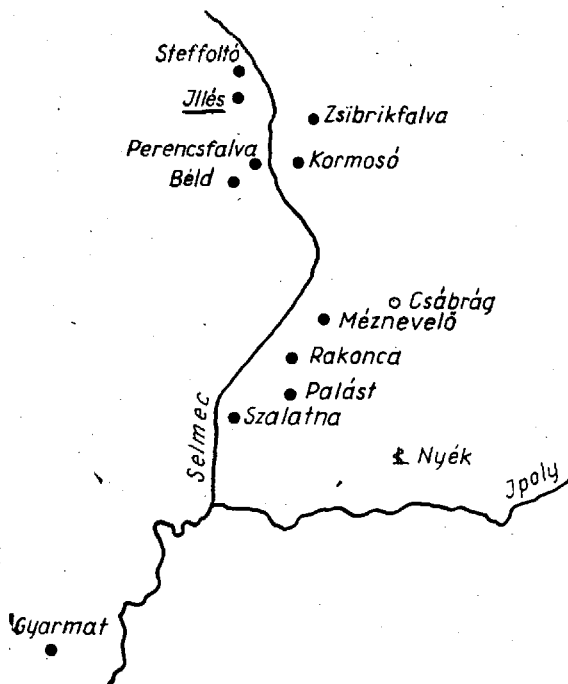 Steffoltó
Jllés
Zsibrikfalva
Perencsfalva
Kormosó
Béld
Csábrág
Méznevelő
Rakonca
Palást
Selmec
Szalatna
Nyék
Jpoly
Gyarmat